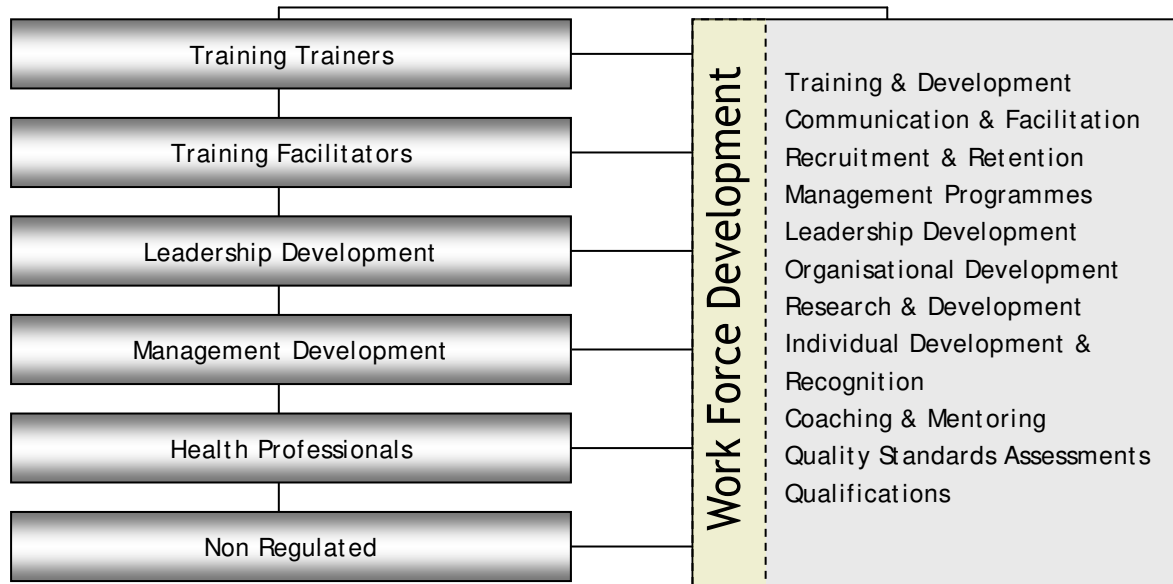 Training Trainers
Training Facilitators
Leadership Development
Management Development
Health Professionals
Non Regulated
Work Force Development
Training & Development
Communication & Facilitation
Recruitment & Retention
Management Programmes
Leadership Development
Organisational Development
Research & Development
Individual Development &
Recognition
Coaching & Mentoring
Quality Standards Assessments
Qualifications